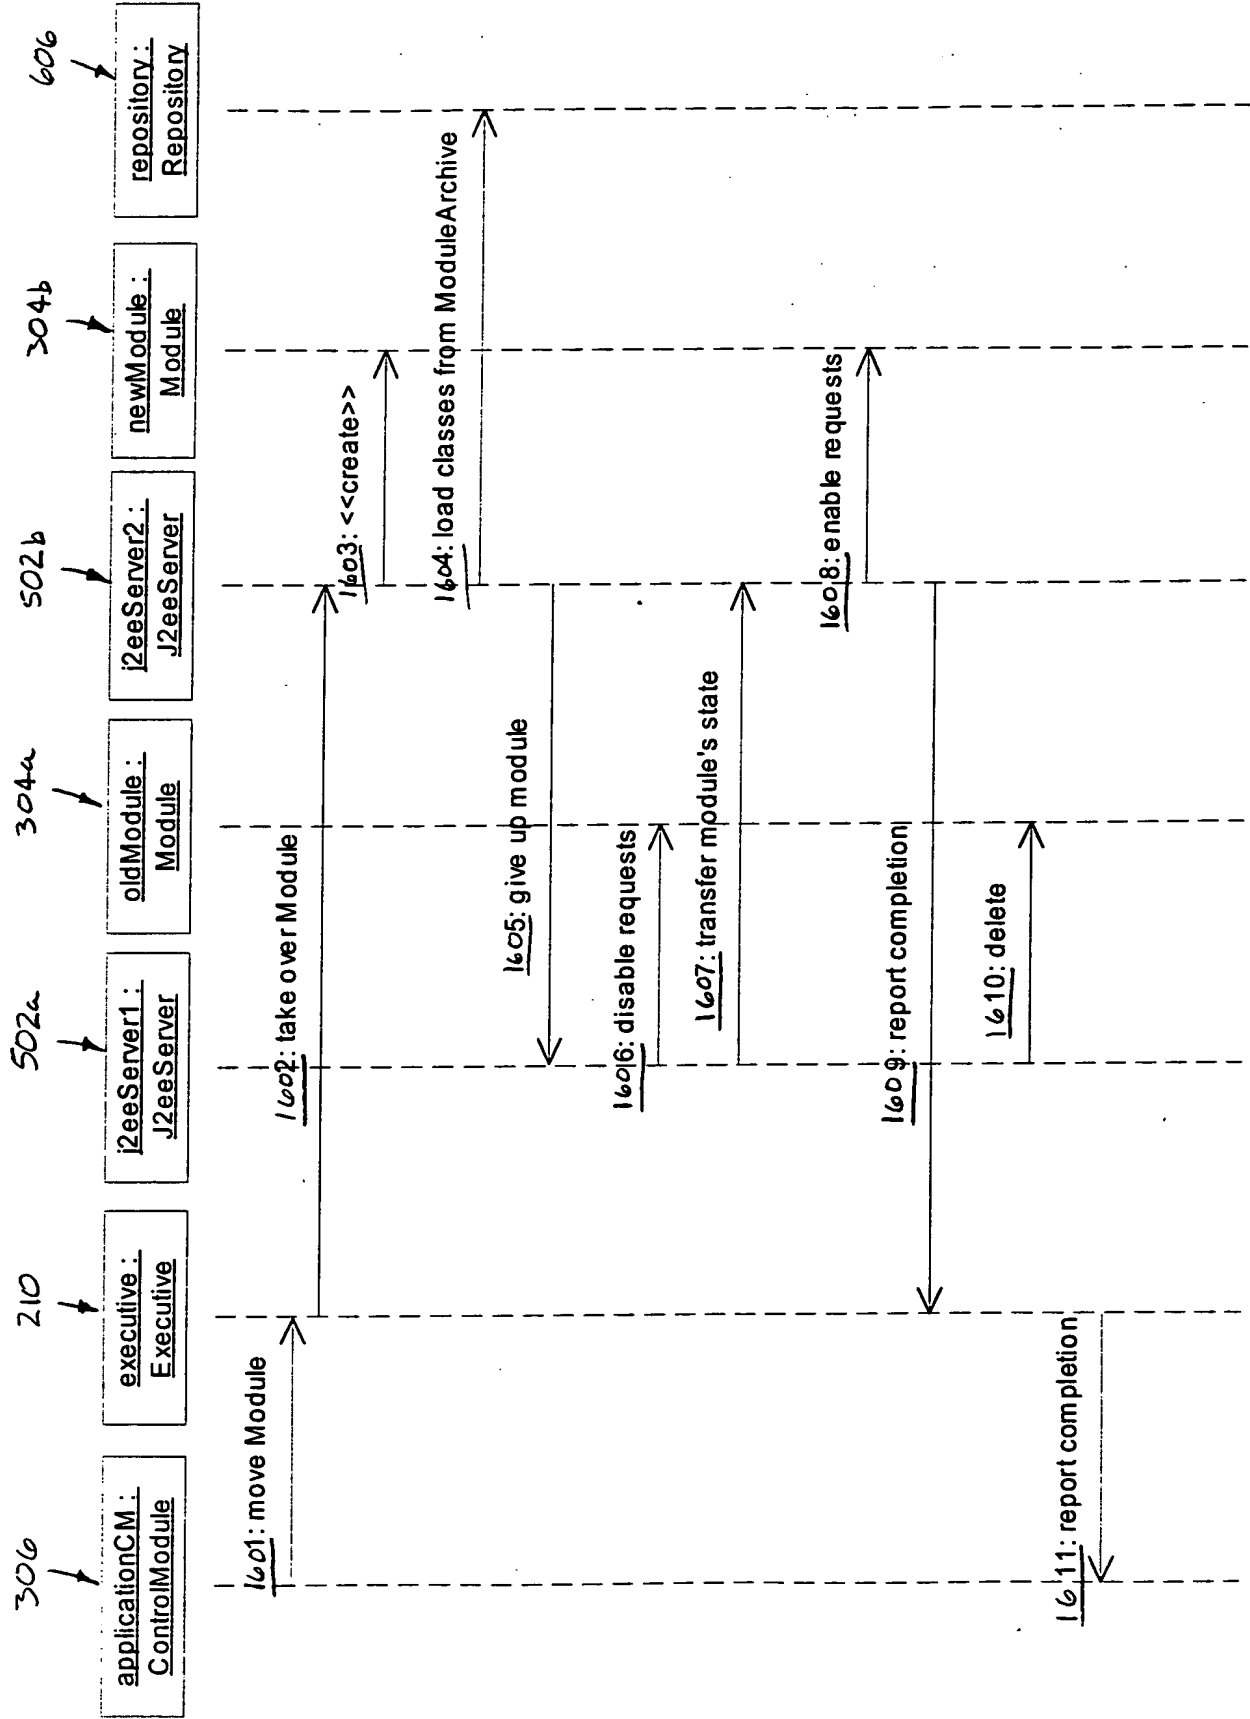 306
applicationCM :
ControlModule
210
executive :
Executive
502a
j2eeServer1 :
J2eeServer
304a
oldModule :
Module
502b
j2eeServer2 :
J2eeServer
304b
newModule :
Module
606
repository :
Repository
1601: move Module
1602: take over Module
1603: <<create>>
1604: load classes from ModuleArchive
1605: give up module
1606: disable requests
1607: transfer module's state
1608: enable requests
1609: report completion
1610: delete
1611: report completion